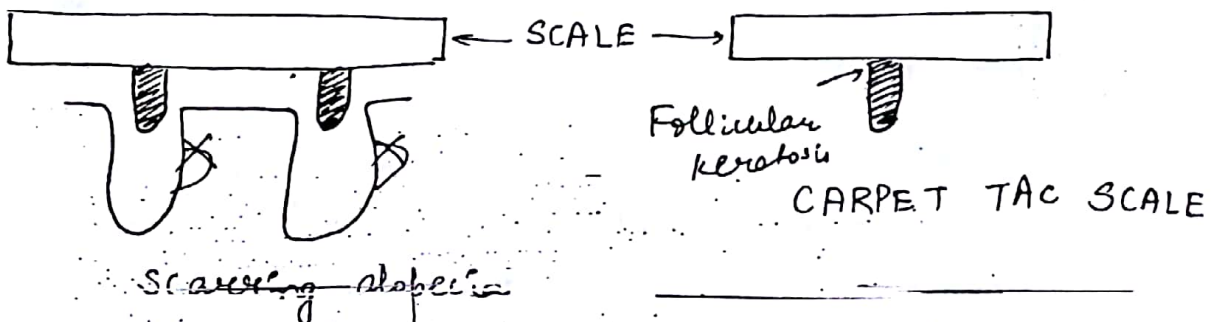 SCALE
Follicular
keratosis
CARPET TAC SCALE
Scarring alopecia